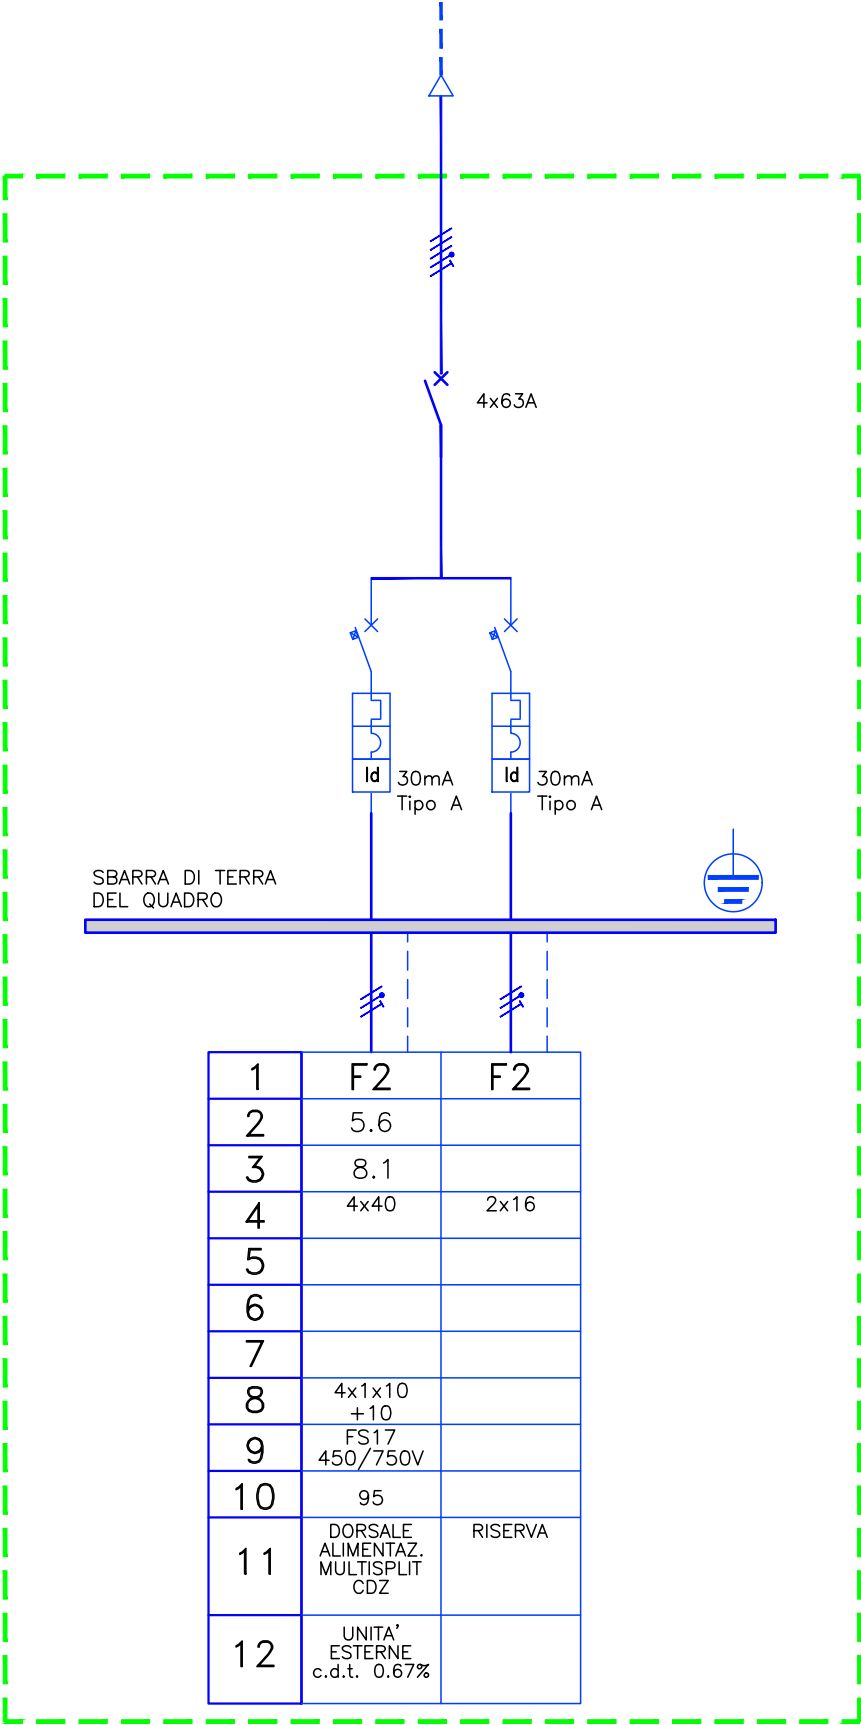 4x63A
Id
30mA
Tipo A
Id
30mA
Tipo A
SBARRA DI TERRA
DEL QUADRO
1 F2 F2
2 5.6
3 8.1
4 4x40 2x16
5
6
7
8 4x1x10
+10
9 FS17
450/750V
10 95
11 DORSALE RISERVA
ALIMENTAZ.
MULTISPLIT
CDZ
12 UNITA'
ESTERNE
c.d.t. 0.67%